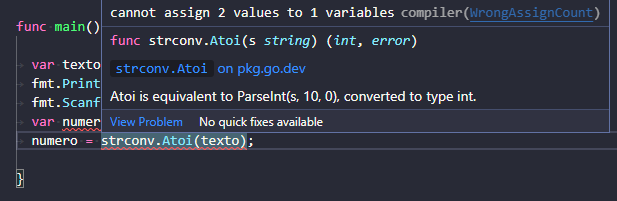 cannot assign 2 values to 1 variables compiler(WrongAssignCount)
func main()
func strconv.Atoi(s string) (int, error)
var texto
strconv.Atoi on pkg.go.dev
fmt.Print
fmt.Scanf
Atoi is equivalent to ParseInt(s, 10, 0), converted to type int.
var numer
View Problem No quick fixes available
numero = strconv.Atoi(texto);
}